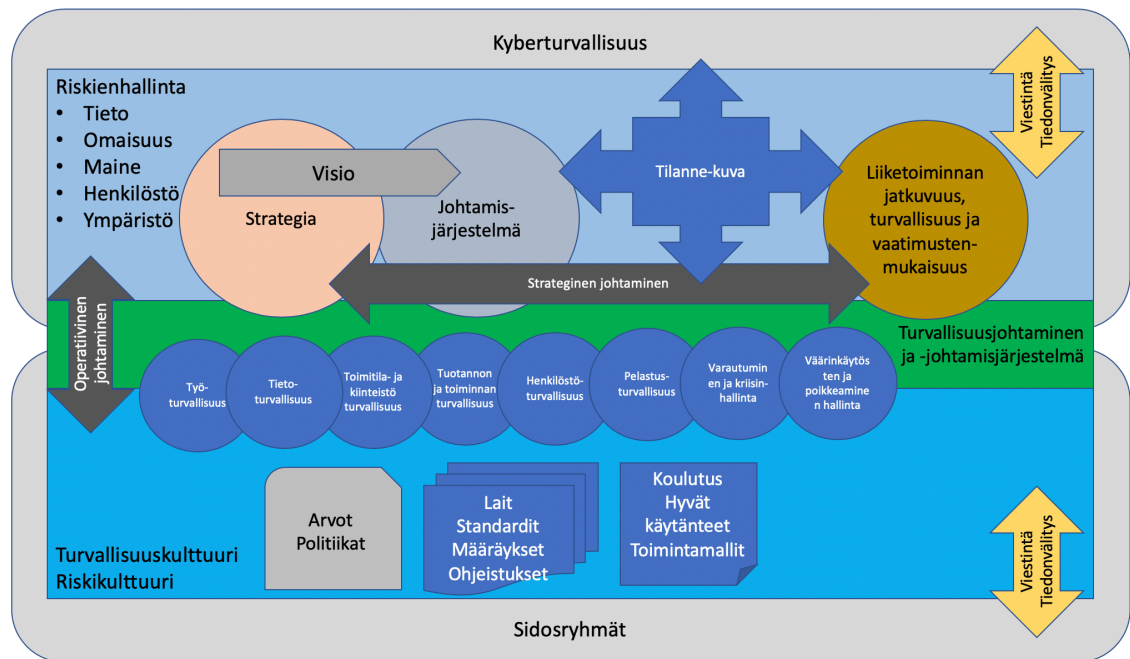 Kyberturvallisuus
Viestintä
Tiedonvälitys
Riskienhallinta
• Tieto
• Omaisuus
• Maine
• Henkilöstö
• Ympäristö
Visio
Strategia
Johtamis-
järjestelmä
Tilanne-kuva
Liiketoiminnan
jatkuvuus,
turvallisuus ja
vaatimusten-
mukaisuus
Strateginen johtaminen
Operatiivinen
johtaminen
Turvallisuusjohtaminen
ja -johtamisjärjestelmä
Työ-
turvallisuus
Tieto-
turvallisuus
Toimitila- ja
kiinteistö
turvallisuus
Tuotannon
ja toiminnan
turvallisuus
Henkilöstö-
turvallisuus
Pelastus-
turvallisuus
Varautumin
en ja kriisin-
hallinta
Väärinkäytös
ten ja
poikkeamine
n hallinta
Arvot
Politiikat
Lait
Standardit
Määräykset
Ohjeistukset
Koulutus
Hyvät
käytänteet
Toimintamallit
Turvallisuuskulttuuri
Riskikulttuuri
Viestintä
Tiedonvälitys
Sidosryhmät